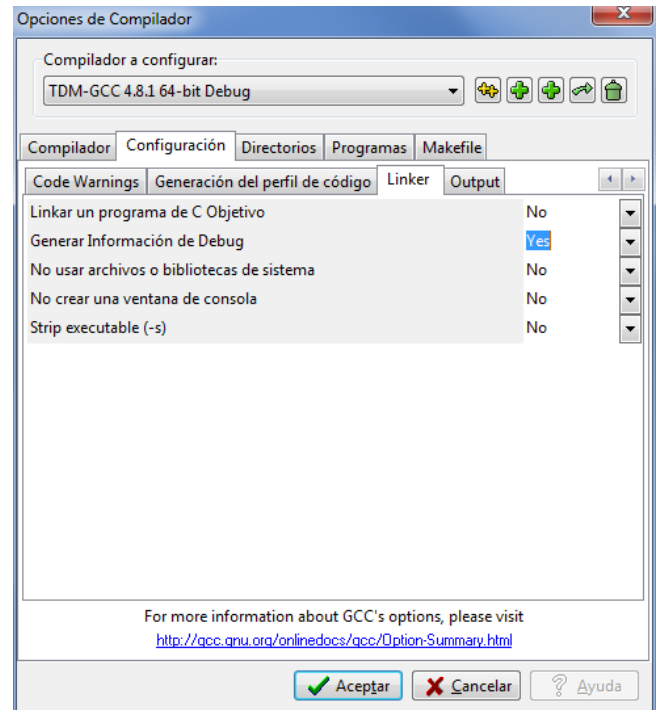 Opciones de Compilador
Compilador a configurar:
TDM-GCC 4.8.1 64-bit Debug
Compilador Configuración Directorios Programas Makefile
Code Warnings Generación del perfil de código Linker Output
Linkar un programa de C Objetivo No
Generar Información de Debug Yes
No usar archivos o bibliotecas de sistema No
No crear una ventana de consola No
Strip executable (-s) No
For more information about GCC's options, please visit
http://gcc.gnu.org/onlinedocs/gcc/Option-Summary.html
Aceptar Cancelar Ayuda